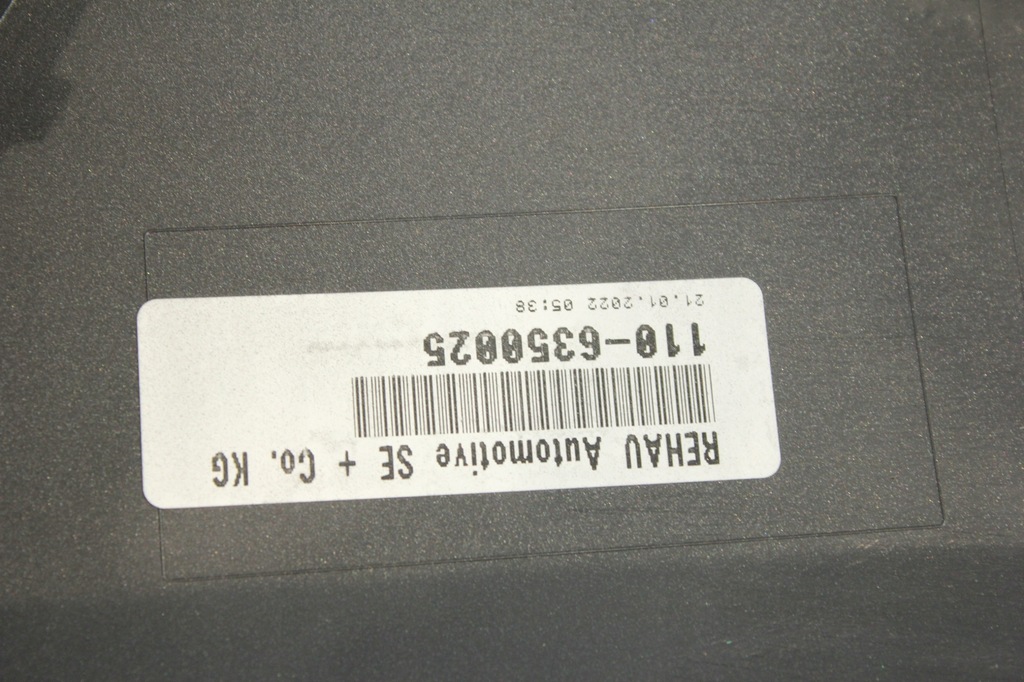 REHAU Automotive SE + Co. KG
110-6350025
21.01.2022 05:38